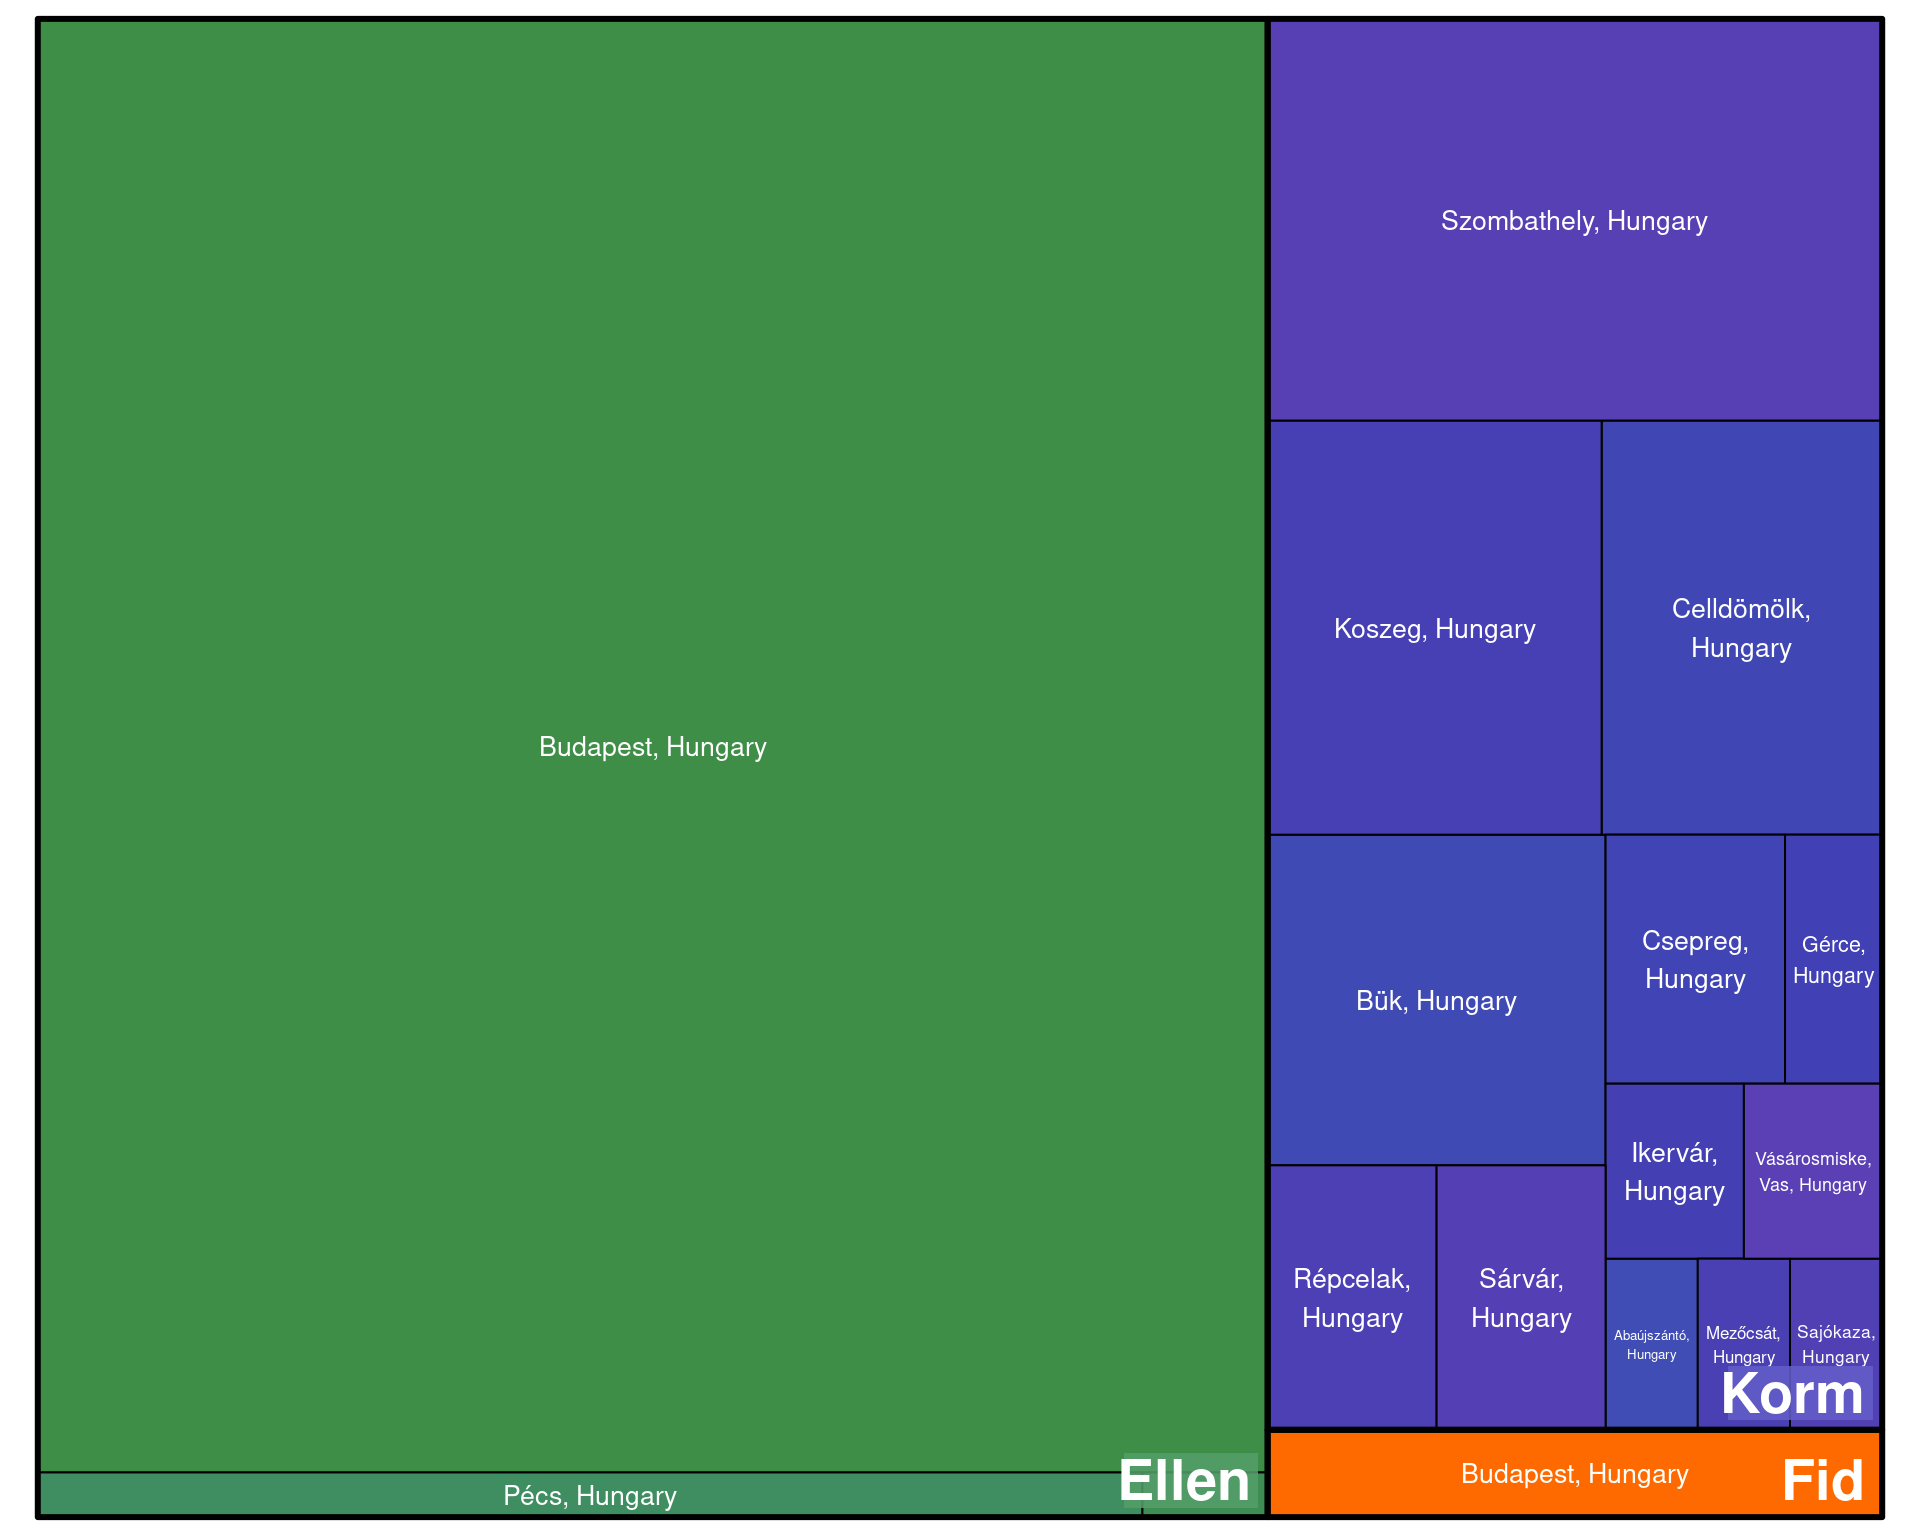 Szombathely, Hungary
Koszeg, Hungary
Celldömölk,
Hungary
Budapest, Hungary
Bük, Hungary
Csepreg,
Hungary
Gérce,
Hungary
Ikervár,
Hungary
Vásárosmiske,
Vas, Hungary
Répcelak,
Hungary
Sárvár,
Hungary
Abaújszántó,
Hungary
Mezőcsát,
Hungary
Sajókaza,
Hungary
Korm
Pécs, Hungary
Ellen
Budapest, Hungary
Fid